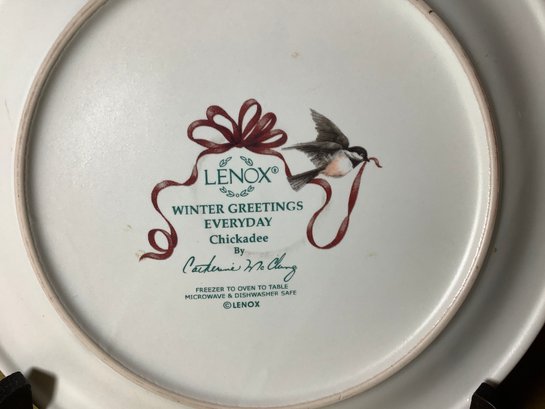 LENOX®
WINTER GREETINGS
EVERYDAY
Chickadee
By
Catherine McClung
FREEZER TO OVEN TO TABLE
MICROWAVE & DISHWASHER SAFE
©LENOX